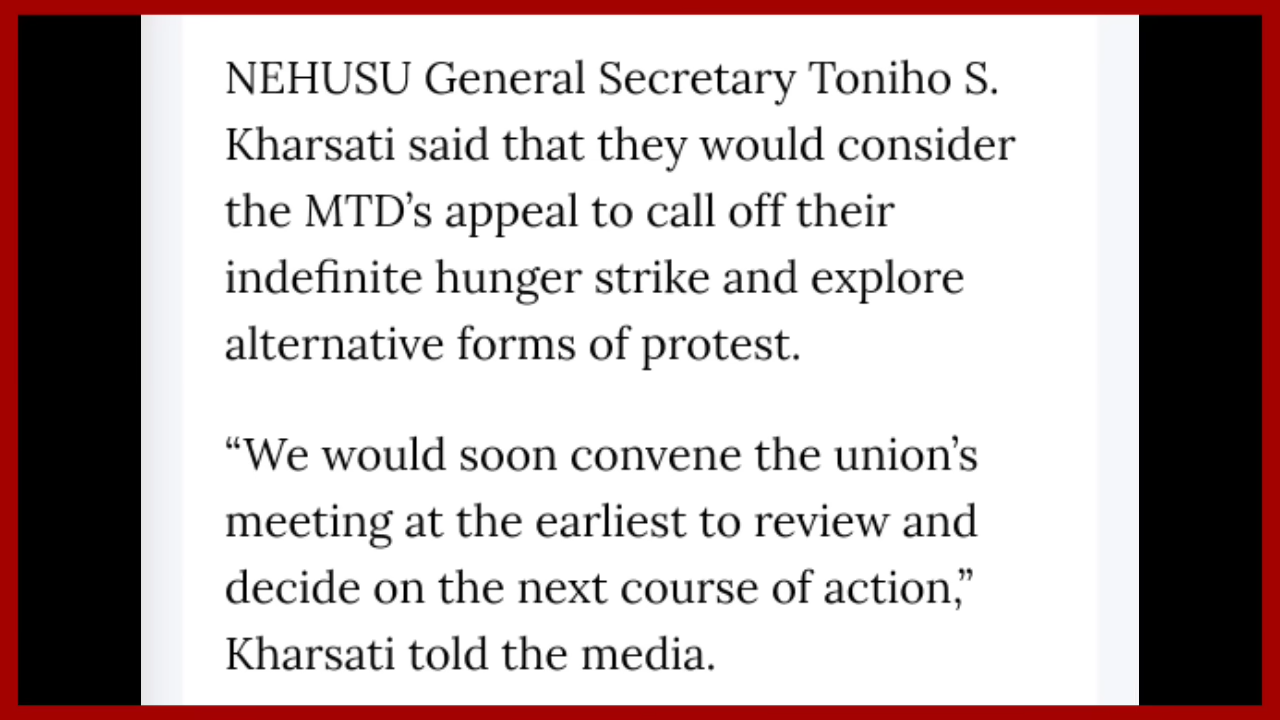 NEHUSU General Secretary Toniho S.
Kharsati said that they would consider
the MTD’s appeal to call off their
indefinite hunger strike and explore
alternative forms of protest.
“We would soon convene the union’s
meeting at the earliest to review and
decide on the next course of action,”
Kharsati told the media.